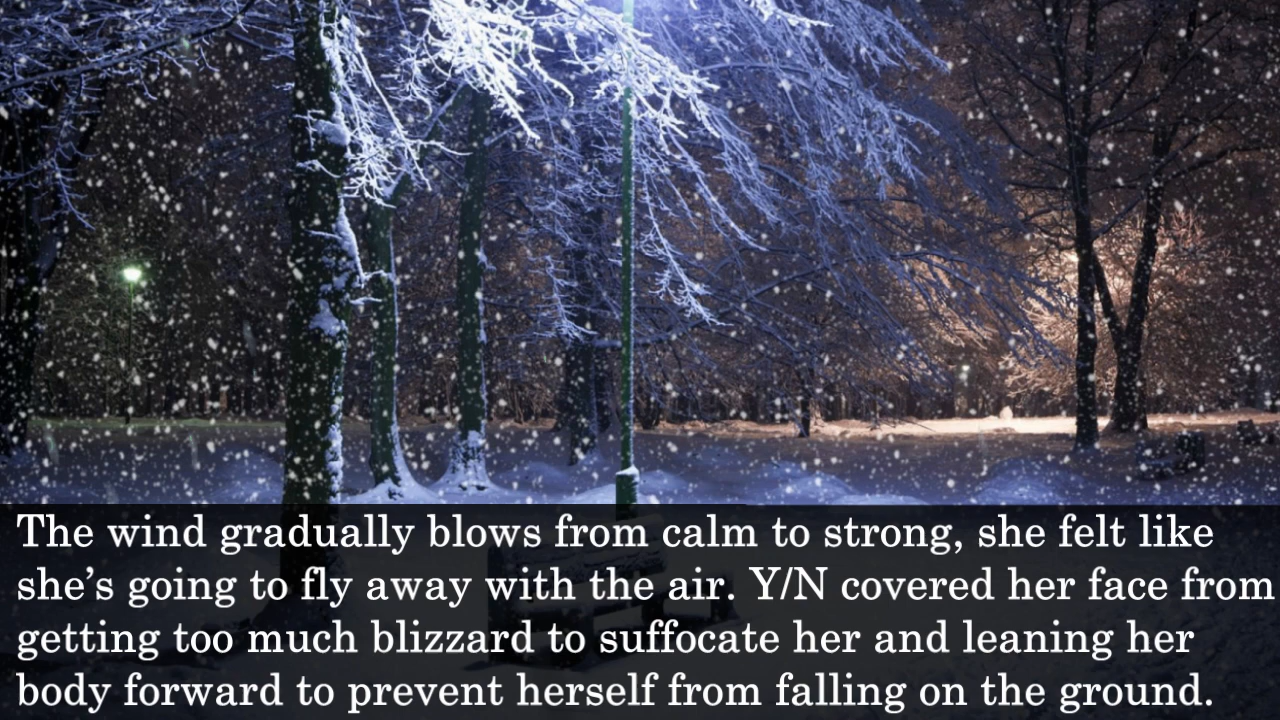 The wind gradually blows from calm to strong, she felt like
she’s going to fly away with the air. Y/N covered her face from
getting too much blizzard to suffocate her and leaning her
body forward to prevent herself from falling on the ground.